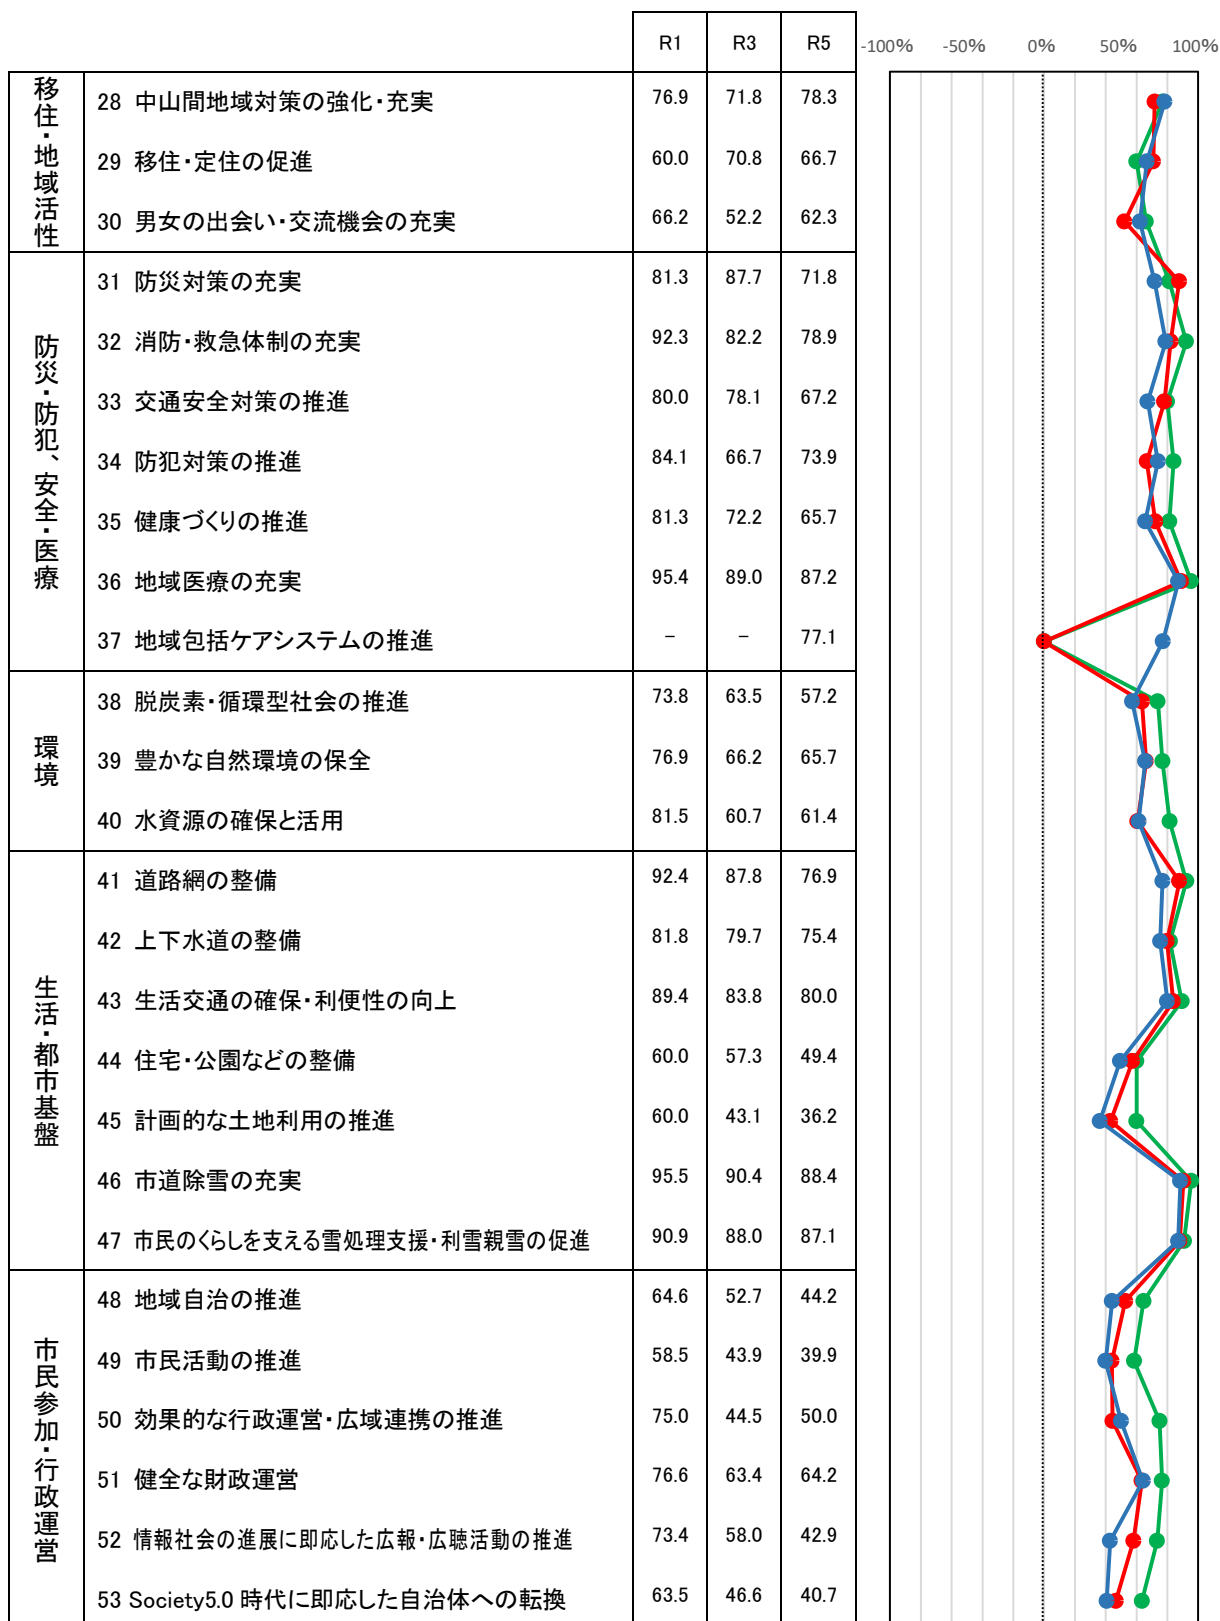 R1 R3 R5 -100% -50% 0% 50% 100%
移住・地域活性
28 中山間地域対策の強化・充実 76.9 71.8 78.3
29 移住・定住の促進 60.0 70.8 66.7
30 男女の出会い・交流機会の充実 66.2 52.2 62.3
防災・防犯、安全・医療
31 防災対策の充実 81.3 87.7 71.8
32 消防・救急体制の充実 92.3 82.2 78.9
33 交通安全対策の推進 80.0 78.1 67.2
34 防犯対策の推進 84.1 66.7 73.9
35 健康づくりの推進 81.3 72.2 65.7
36 地域医療の充実 95.4 89.0 87.2
37 地域包括ケアシステムの推進 － － 77.1
環境
38 脱炭素・循環型社会の推進 73.8 63.5 57.2
39 豊かな自然環境の保全 76.9 66.2 65.7
40 水資源の確保と活用 81.5 60.7 61.4
生活・都市基盤
41 道路網の整備 92.4 87.8 76.9
42 上下水道の整備 81.8 79.7 75.4
43 生活交通の確保・利便性の向上 89.4 83.8 80.0
44 住宅・公園などの整備 60.0 57.3 49.4
45 計画的な土地利用の推進 60.0 43.1 36.2
46 市道除雪の充実 95.5 90.4 88.4
47 市民のくらしを支える雪処理支援・利雪親雪の促進 90.9 88.0 87.1
市民参加・行政運営
48 地域自治の推進 64.6 52.7 44.2
49 市民活動の推進 58.5 43.9 39.9
50 効果的な行政運営・広域連携の推進 75.0 44.5 50.0
51 健全な財政運営 76.6 63.4 64.2
52 情報社会の進展に即応した広報・広聴活動の推進 73.4 58.0 42.9
53 Society5.0 時代に即応した自治体への転換 63.5 46.6 40.7